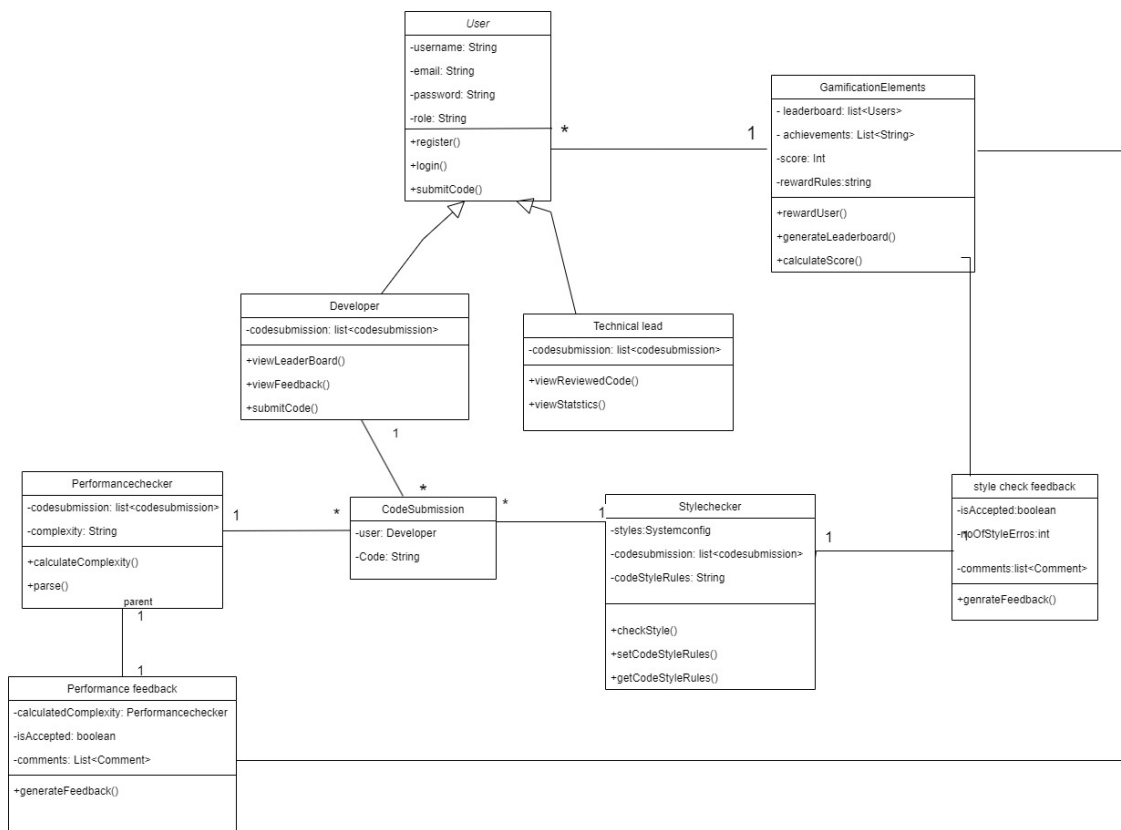 User
-username: String
-email: String
-password: String
-role: String
+register()
+login()
+submitCode()
*
1
GamificationElements
- leaderboard: list<Users>
- achievements: List<String>
-score: Int
-rewardRules:string
+rewardUser()
+generateLeaderboard()
+calculateScore()
Developer
-codesubmission: list<codesubmission>
+viewLeaderBoard()
+viewFeedback()
+submitCode()
1
*
Technical lead
-codesubmission: list<codesubmission>
+viewReviewedCode()
+viewStatstics()
Performancechecker
-codesubmission: list<codesubmission>
-complexity: String
+calculateComplexity()
+parse()
parent
1
1
1
*
CodeSubmission
-user: Developer
-Code: String
*
1
Stylechecker
-styles:Systemconfig
-codesubmission: list<codesubmission>
-codeStyleRules: String
+checkStyle()
+setCodeStyleRules()
+getCodeStyleRules()
1
1
style check feedback
-isAccepted:boolean
-noOfStyleErros:int
-comments:list<Comment>
+genrateFeedback()
Performance feedback
-calculatedComplexity: Performancechecker
-isAccepted: boolean
-comments: List<Comment>
+generateFeedback()